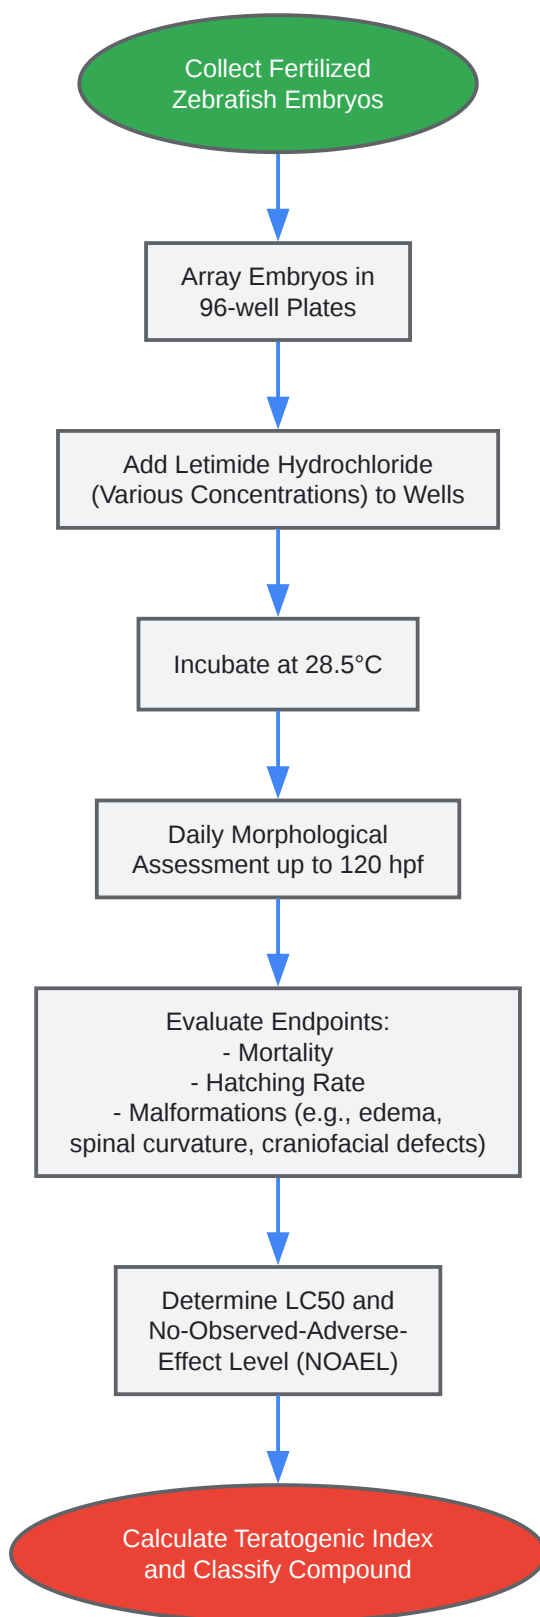 Collect Fertilized
Zebrafish Embryos
Array Embryos in
96-well Plates
Add Letimide Hydrochloride
(Various Concentrations) to Wells
Incubate at 28.5°C
Daily Morphological
Assessment up to 120 hpf
Evaluate Endpoints:
- Mortality
- Hatching Rate
- Malformations (e.g., edema,
spinal curvature, craniofacial defects)
Determine LC50 and
No-Observed-Adverse-
Effect Level (NOAEL)
Calculate Teratogenic Index
and Classify Compound